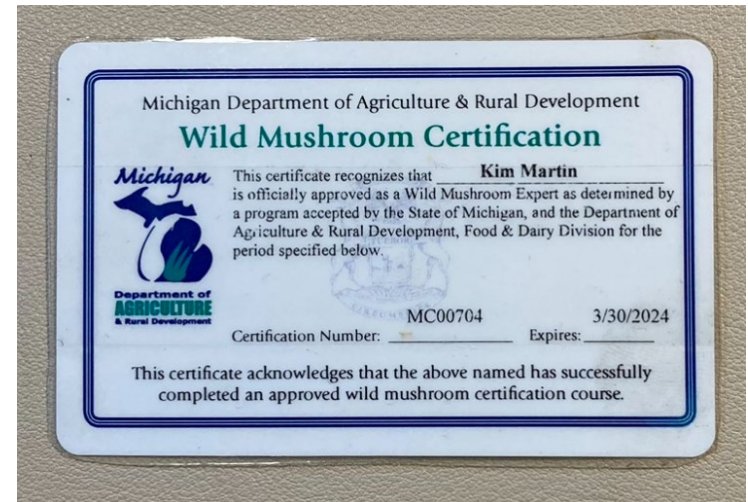 Michigan Department of Agriculture & Rural Development
Wild Mushroom Certification
Michigan
Department of
AGRICULTURE
& Rural Development
This certificate recognizes that Kim Martin
is officially approved as a Wild Mushroom Expert as determined by
a program accepted by the State of Michigan, and the Department of
Agriculture & Rural Development, Food & Dairy Division for the
period specified below.
MC00704 3/30/2024
Certification Number: Expires:
This certificate acknowledges that the above named has successfully
completed an approved wild mushroom certification course.